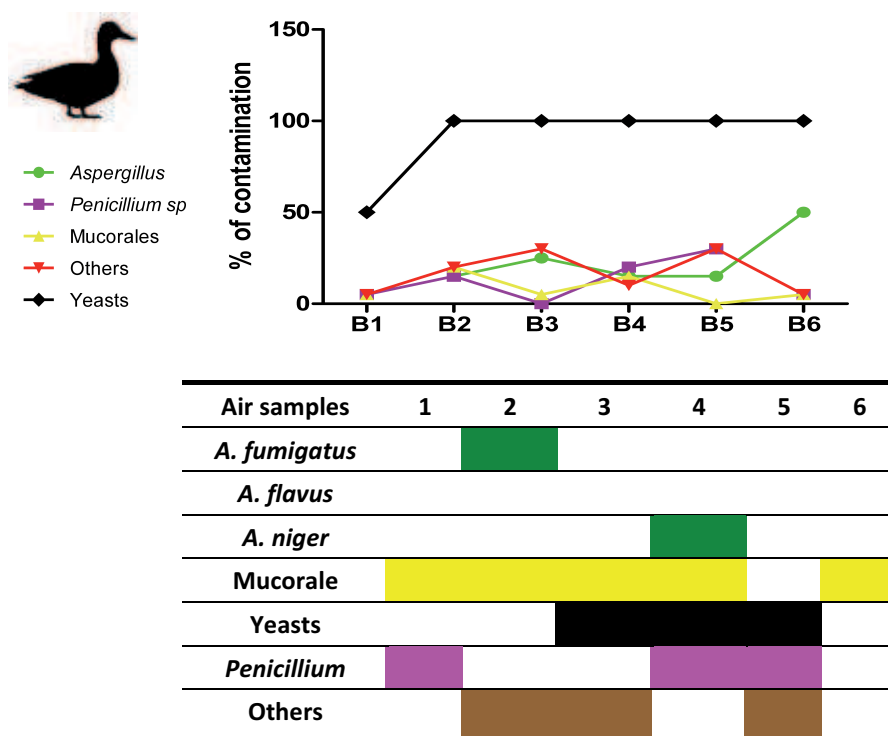 150
100
50
0
% of contamination
B1 B2 B3 B4 B5 B6
Aspergillus
Penicillium sp
Mucorales
Others
Yeasts
Air samples 1 2 3 4 5 6
A. fumigatus
A. flavus
A. niger
Mucorale
Yeasts
Penicillium
Others